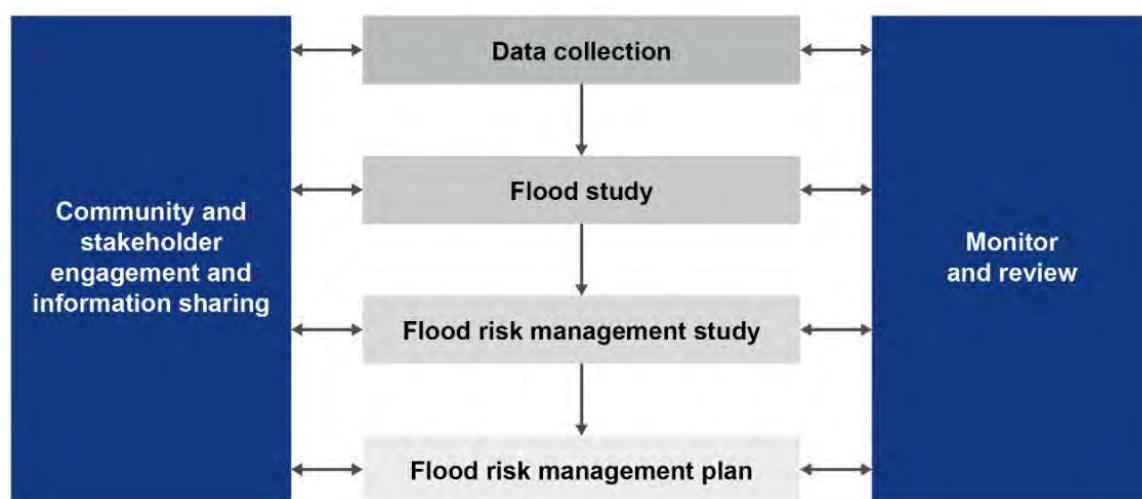 Data collection
Flood study
Community and
stakeholder
engagement and
information sharing
Monitor
and review
Flood risk management study
Flood risk management plan